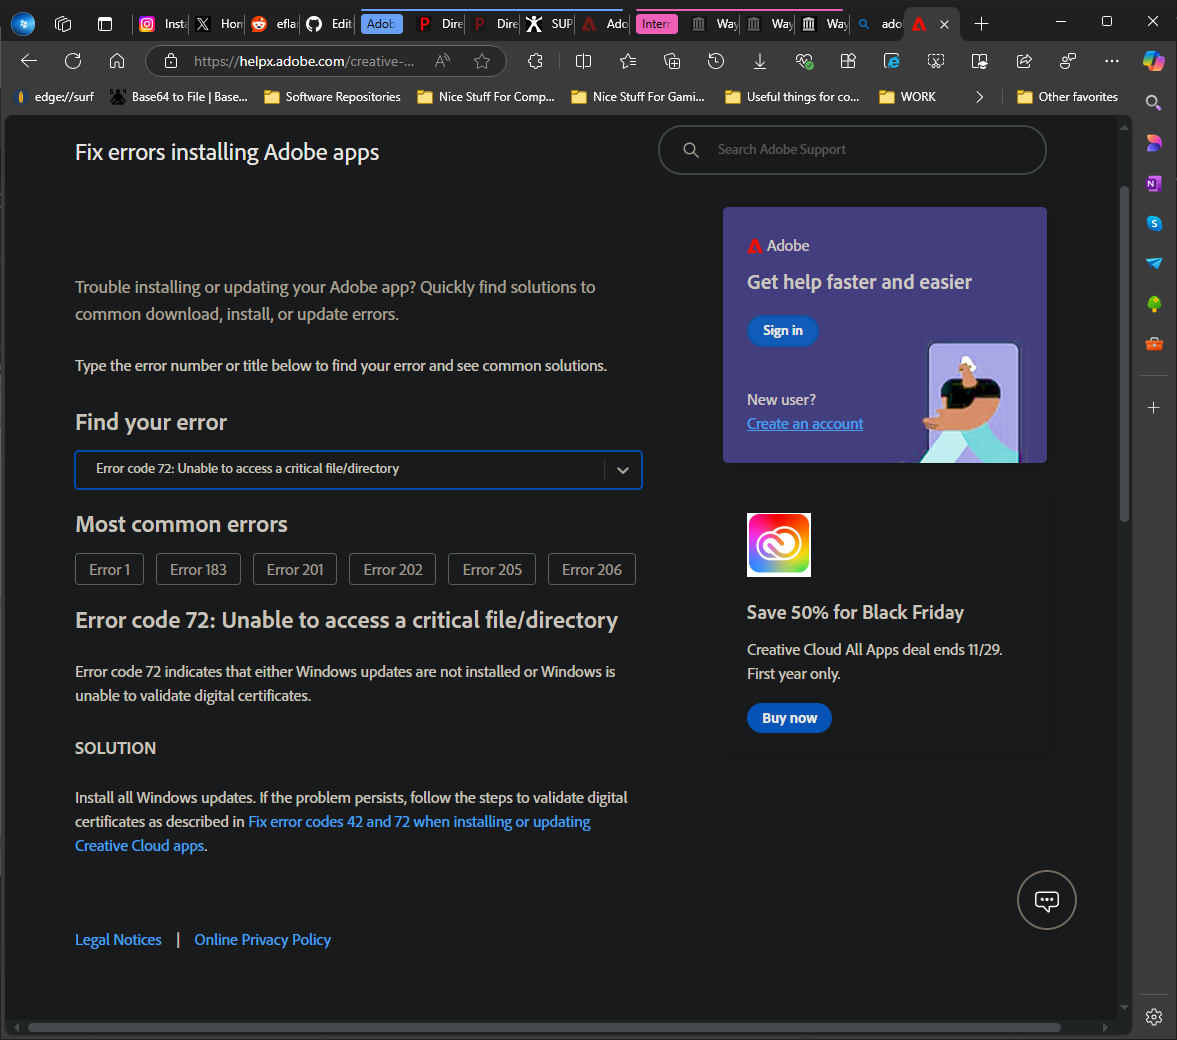 Insta
Hon
eflar
Edit
Adob
Dire
Dire
SUP
Ado
Intern
Way
Way
Way
ado
https://helpx.adobe.com/creative-...
edge://surf
Base64 to File | Base...
Software Repositories
Nice Stuff For Comp...
Nice Stuff For Gami...
Useful things for co...
WORK
Other favorites
Fix errors installing Adobe apps
Search Adobe Support
Trouble installing or updating your Adobe app? Quickly find solutions to
common download, install, or update errors.
Type the error number or title below to find your error and see common solutions.
Find your error
Error code 72: Unable to access a critical file/directory
Most common errors
Error 1
Error 183
Error 201
Error 202
Error 205
Error 206
Error code 72: Unable to access a critical file/directory
Error code 72 indicates that either Windows updates are not installed or Windows is
unable to validate digital certificates.
SOLUTION
Install all Windows updates. If the problem persists, follow the steps to validate digital
certificates as described in Fix error codes 42 and 72 when installing or updating
Creative Cloud apps.
Legal Notices | Online Privacy Policy
Adobe
Get help faster and easier
Sign in
New user?
Create an account
Save 50% for Black Friday
Creative Cloud All Apps deal ends 11/29.
First year only.
Buy now